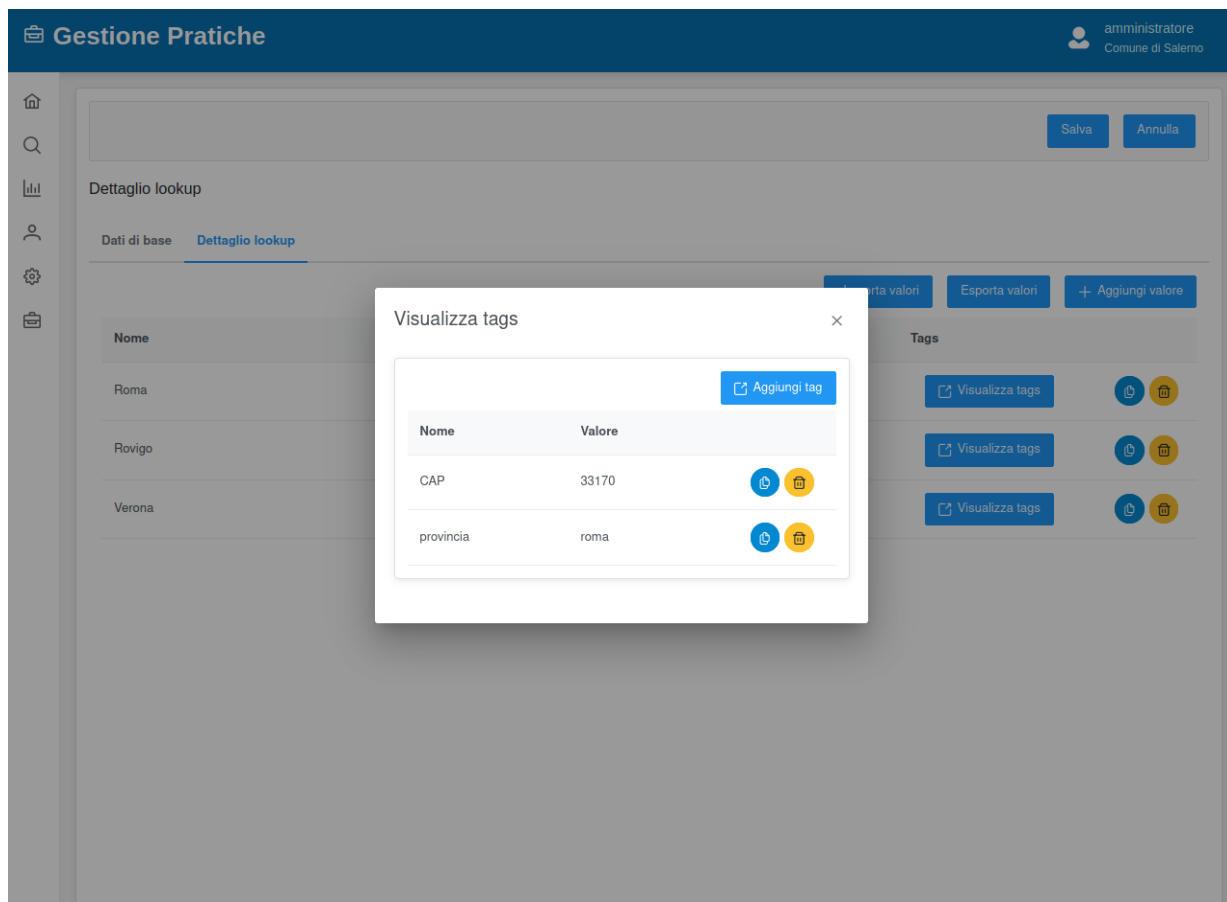 Gestione Pratiche
amministratore
Comune di Salerno
Salva Annulla
Dettaglio lookup
Dati di base Dettaglio lookup
Esporta valori + Aggiungi valore
valori
Visualizza tags ×
Nome Tags
Aggiungi tag
Roma Visualizza tags
Nome Valore
Rovigo Visualizza tags
CAP 33170
Verona Visualizza tags
provincia roma